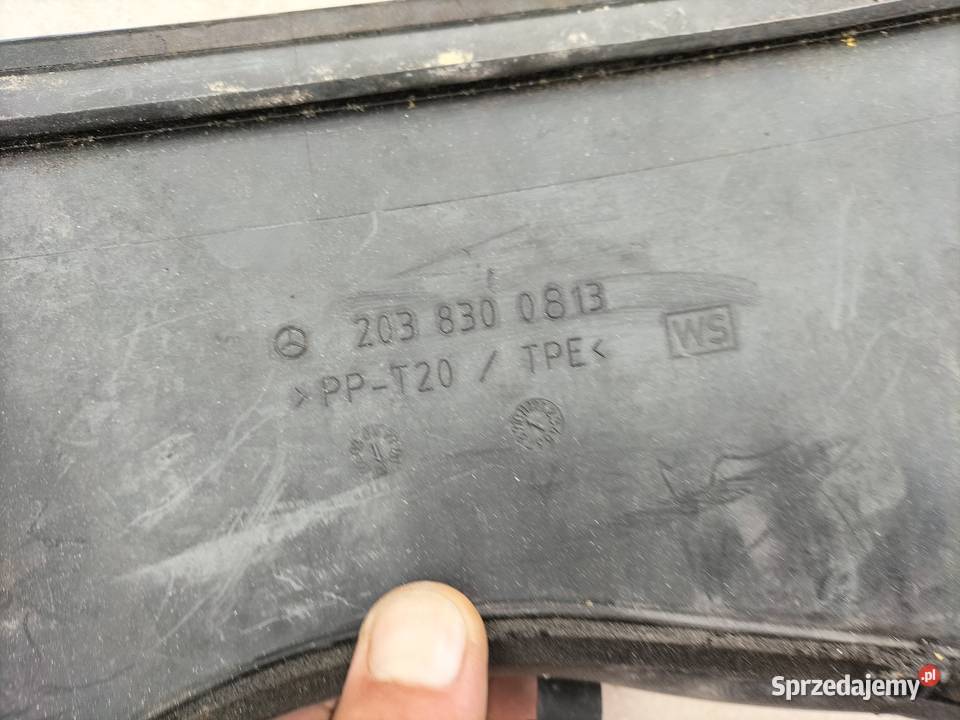 203 830 0813
>PP-T20 / TPE<
WS
Sprzedajemy.pl